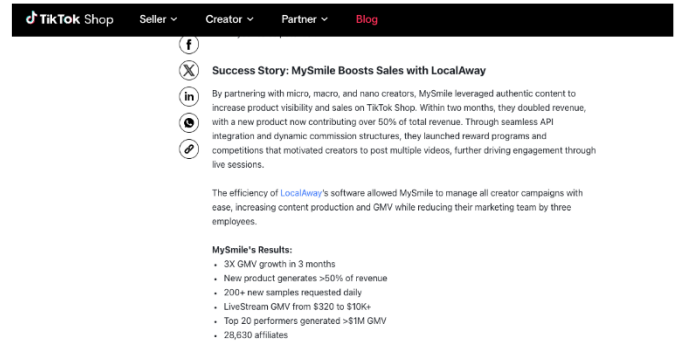 TikTok Shop
Seller
Creator
Partner
Blog
Success Story: MySmile Boosts Sales with LocalAway
By partnering with micro, macro, and nano creators, MySmile leveraged authentic content to
increase product visibility and sales on TikTok Shop. Within two months, they doubled revenue,
with a new product now contributing over 50% of total revenue. Through seamless API
integration and dynamic commission structures, they launched reward programs and
competitions that motivated creators to post multiple videos, further driving engagement through
live sessions.
The efficiency of LocalAway's software allowed MySmile to manage all creator campaigns with
ease, increasing content production and GMV while reducing their marketing team by three
employees.
MySmile's Results:
• 3X GMV growth in 3 months
• New product generates >50% of revenue
• 200+ new samples requested daily
• LiveStream GMV from $320 to $10K+
• Top 20 performers generated >$1M GMV
• 28,630 affiliates